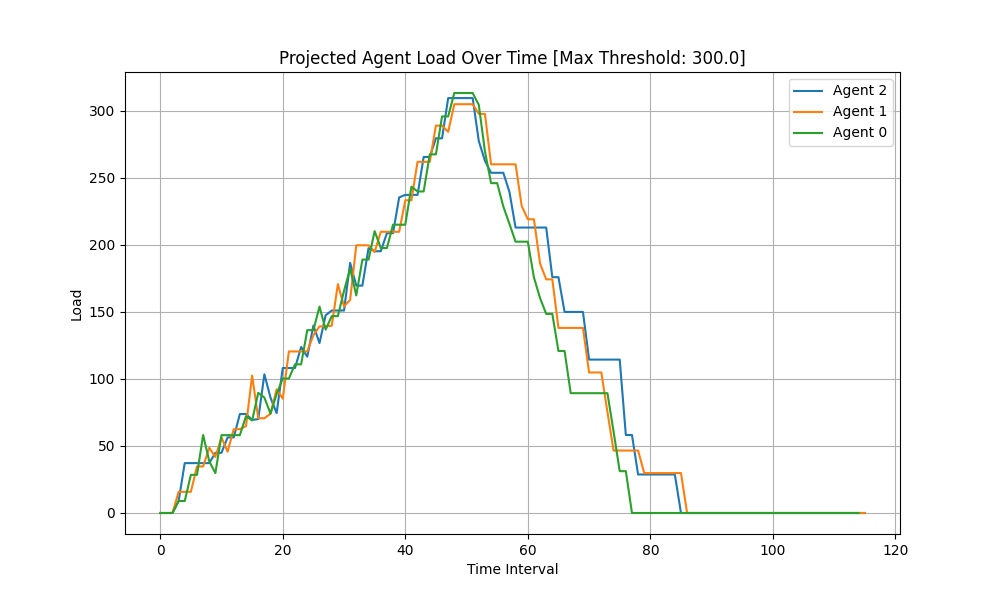 Projected Agent Load Over Time [Max Threshold: 300.0]
Agent 2
Agent 1
Agent 0
Load
300
250
200
150
100
50
0
0 20 40 60 80 100 120
Time Interval